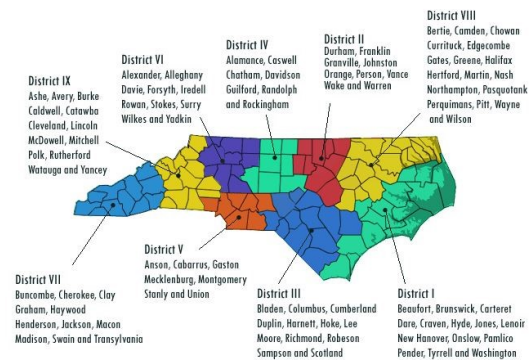 District VIII
Bertie, Camden, Chowan
Currituck, Edgecombe
Gates, Greene, Halifax
Hertford, Martin, Nash
Northampton, Pasquotank
Perquimans, Pitt, Wayne
and Wilson
District II
Durham, Franklin
Granville, Johnston
Orange, Person, Vance
Wake and Warren
District IV
Alamance, Caswell
Chatham, Davidson
Guilford, Randolph
and Rockingham
District VI
Alexander, Alleghany
Davie, Forsyth, Iredell
Rowan, Stokes, Surry
Wilkes and Yadkin
District IX
Ashe, Avery, Burke
Caldwell, Catawba
Cleveland, Lincoln
McDowell, Mitchell
Polk, Rutherford
Watauga and Yancey
District VII
Buncombe, Cherokee, Clay
Graham, Haywood
Henderson, Jackson, Macon
Madison, Swain and Transylvania
District V
Anson, Cabarrus, Gaston
Mecklenburg, Montgomery
Stanly and Union
District III
Bladen, Columbus, Cumberland
Duplin, Harnett, Hoke, Lee
Moore, Richmond, Robeson
Sampson and Scotland
District I
Beaufort, Brunswick, Carteret
Dare, Craven, Hyde, Jones, Lenoir
New Hanover, Onslow, Pamlico
Pender, Tyrrell and Washington